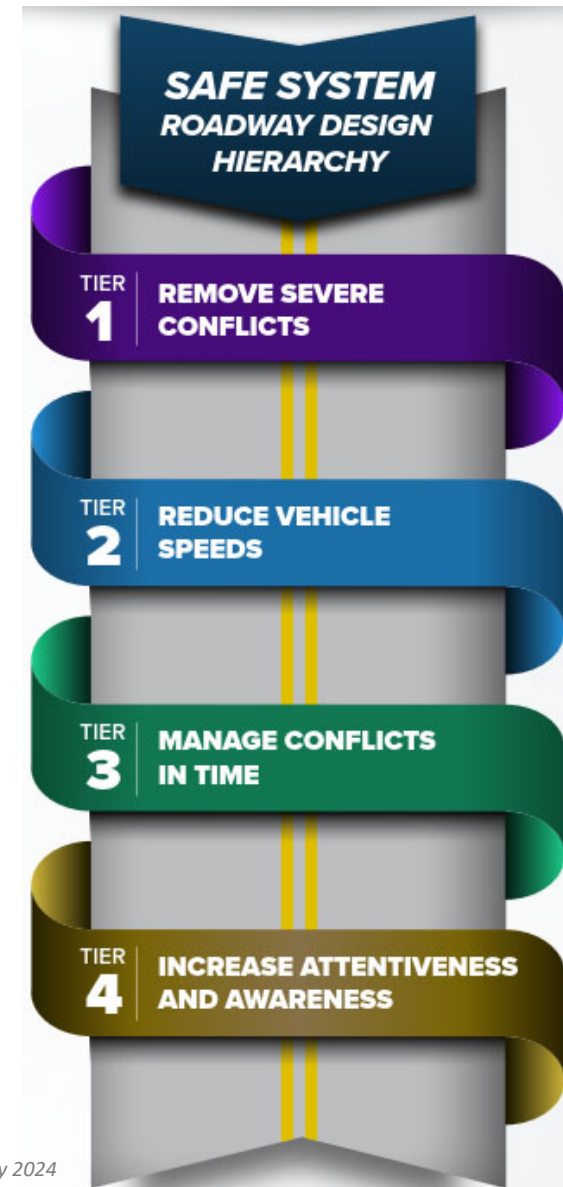 SAFE SYSTEM
ROADWAY DESIGN
HIERARCHY
TIER
1
REMOVE SEVERE
CONFLICTS
TIER
2
REDUCE VEHICLE
SPEEDS
TIER
3
MANAGE CONFLICTS
IN TIME
TIER
4
INCREASE ATTENTIVENESS
AND AWARENESS
2024